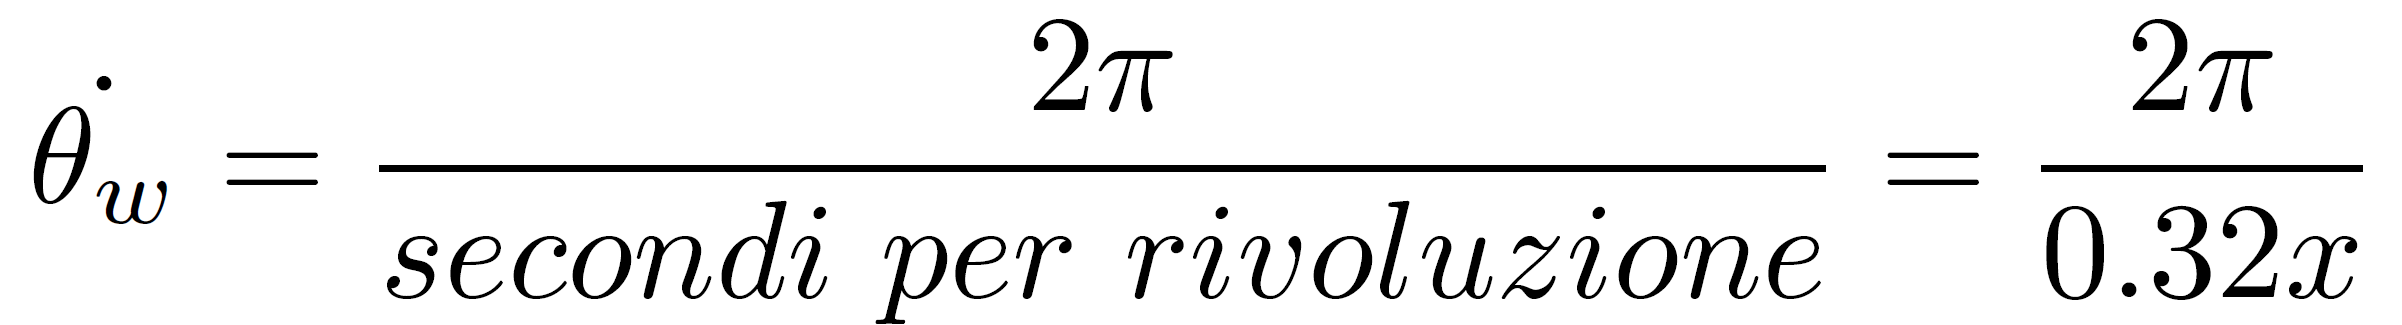 θ̇_w = 2π / secondi per rivoluzione = 2π / 0.32x